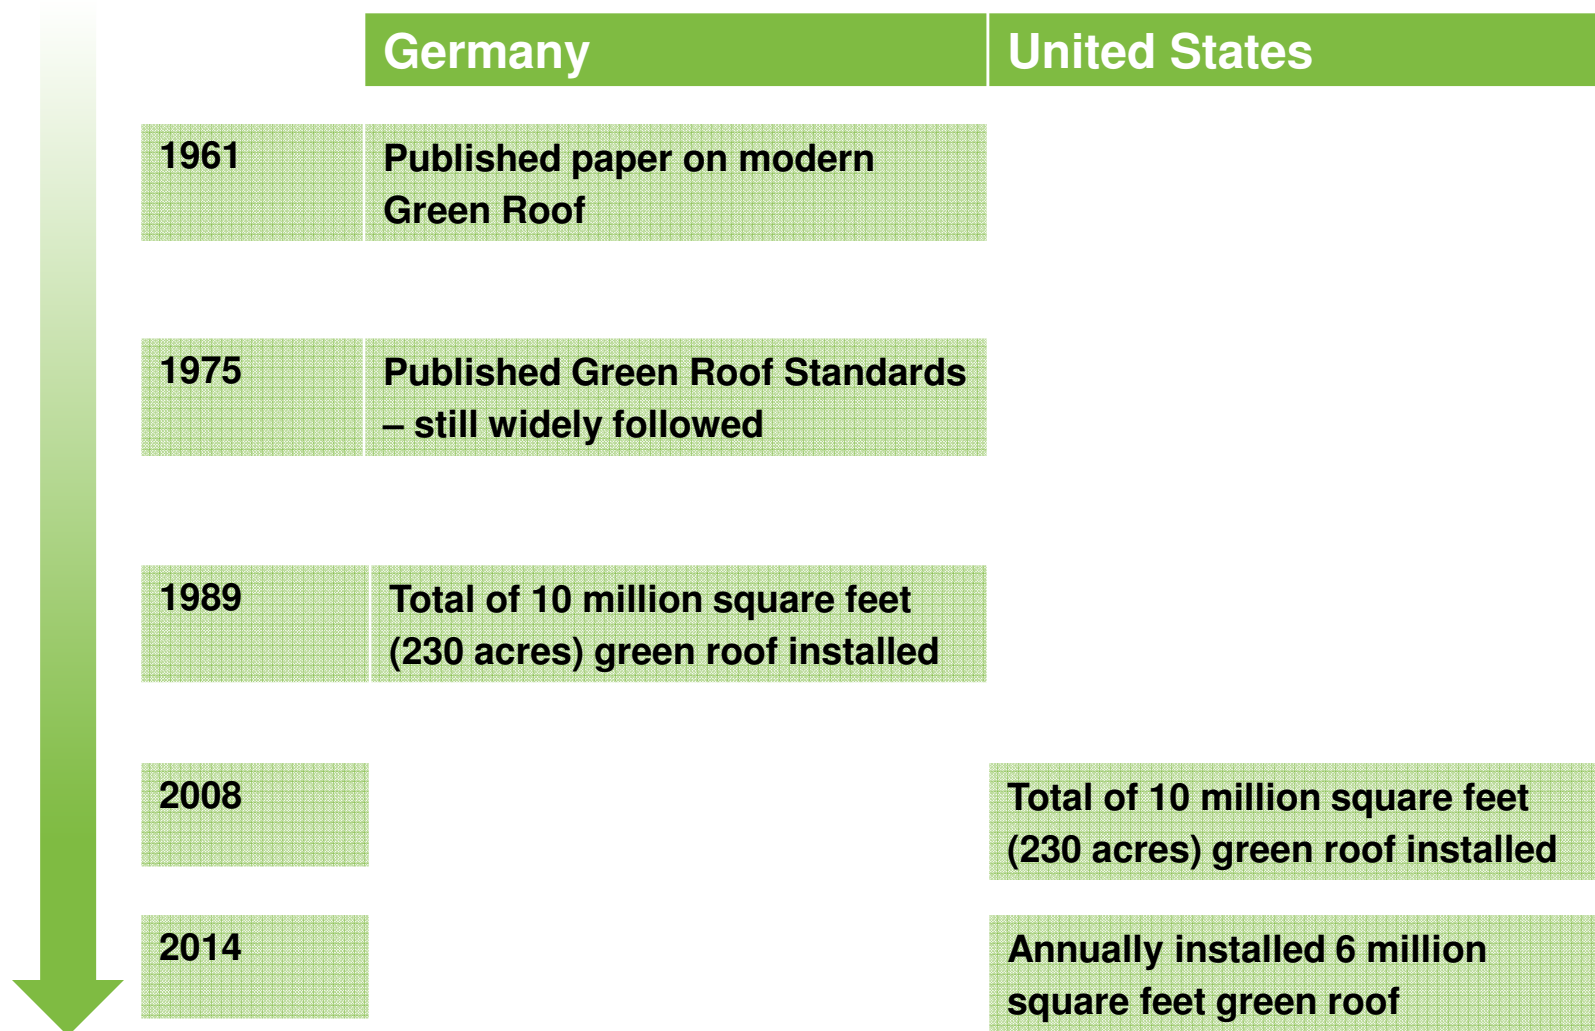 Germany
United States
1961
Published paper on modern
Green Roof
1975
Published Green Roof Standards
– still widely followed
1989
Total of 10 million square feet
(230 acres) green roof installed
2008
Total of 10 million square feet
(230 acres) green roof installed
2014
Annually installed 6 million
square feet green roof